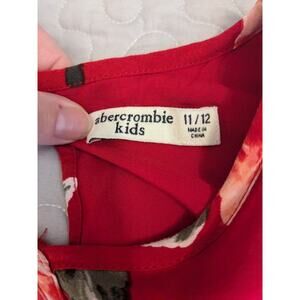 abercrombie
kids
11/12
MADE IN
CHINA